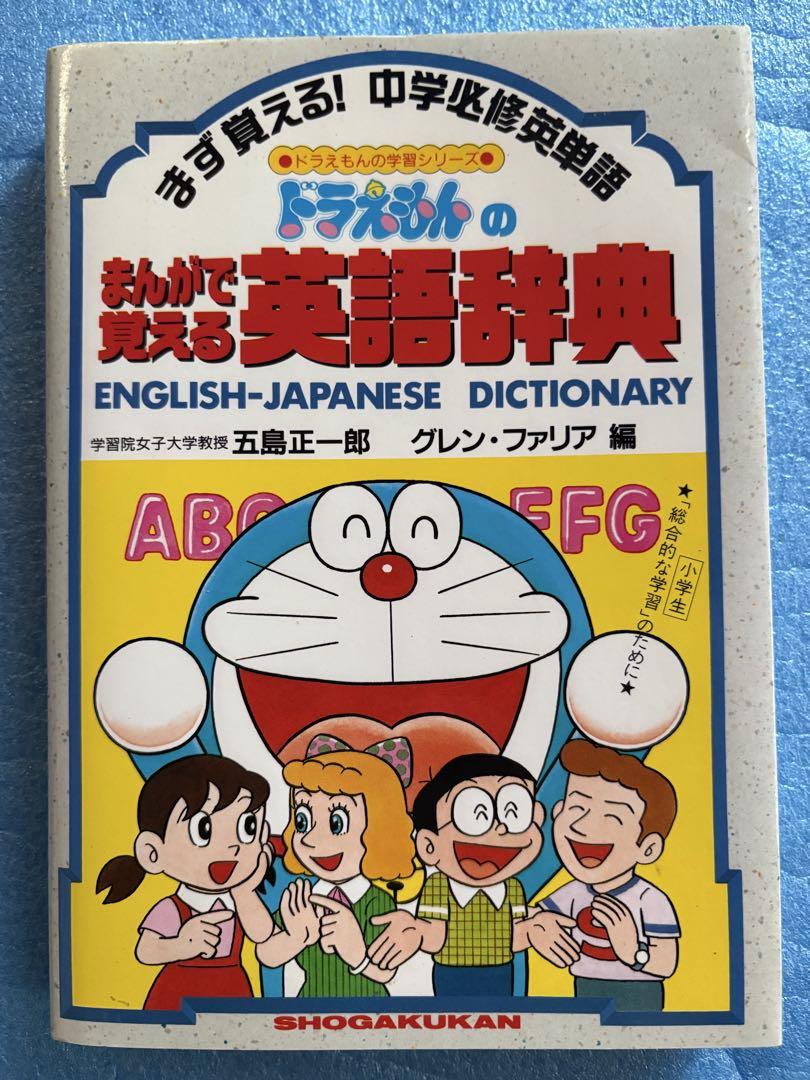 まず覚える! 中学必修英単語
●ドラえもんの学習シリーズ●
ドラえもんの
まんがで
覚える
英語辞典
ENGLISH-JAPANESE DICTIONARY
学習院女子大学教授 五島正一郎 グレン・ファリア 編
ABC EFG
★「総合的な学習」のために★
小学生
S
SHOGAKUKAN